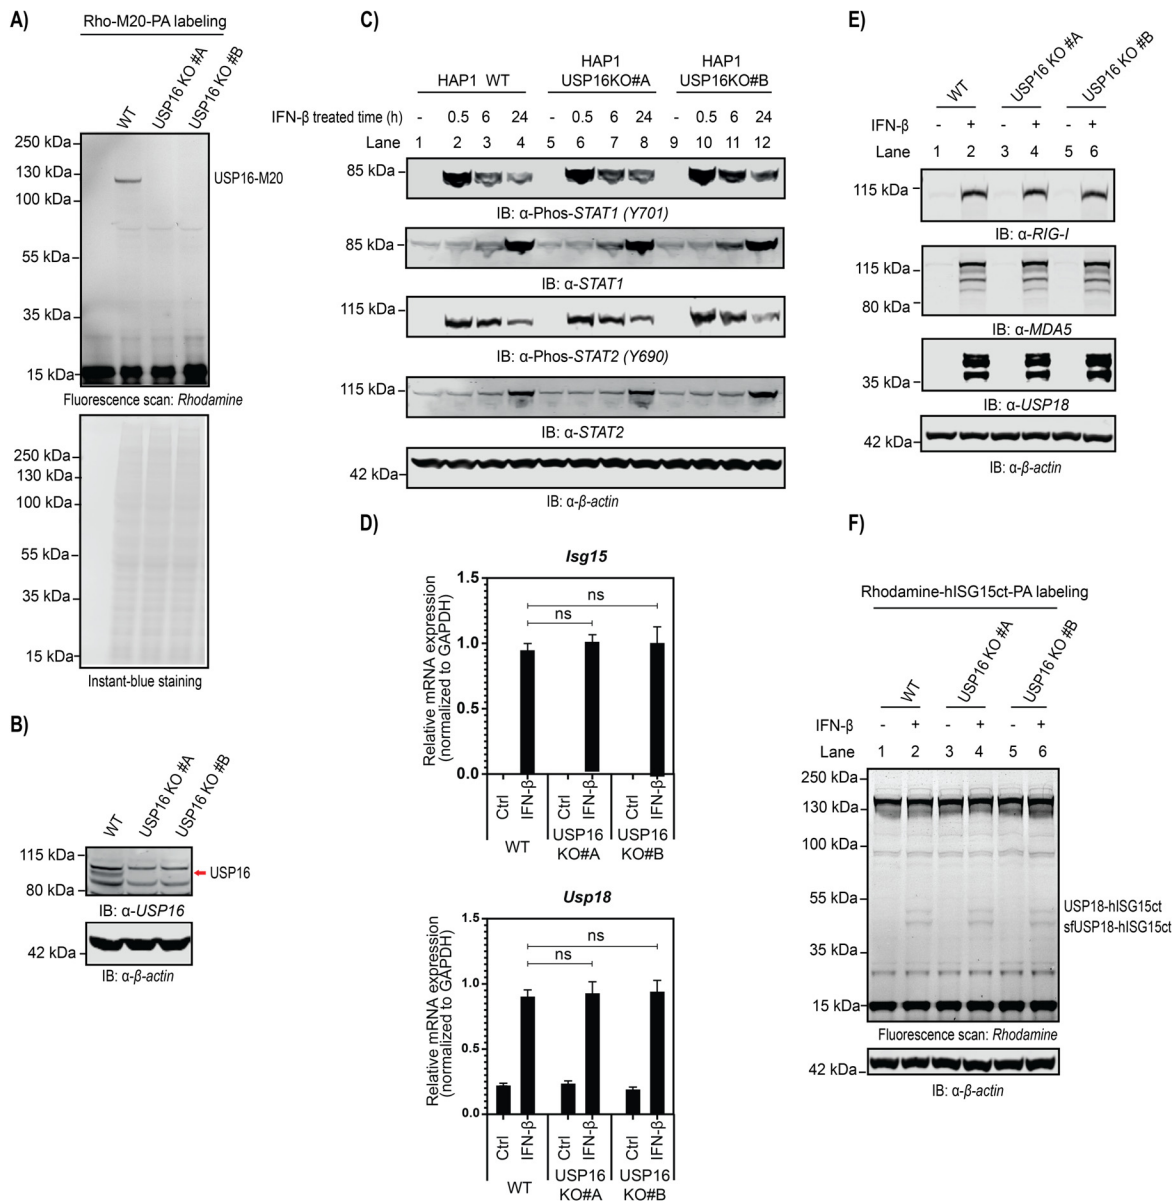 A)
Rho-M20-PA labeling
WT
USP16 KO #A
USP16 KO #B
250 kDa
130 kDa
100 kDa
55 kDa
35 kDa
15 kDa
USP16-M20
Fluorescence scan: Rhodamine
250 kDa
130 kDa
100 kDa
55 kDa
35 kDa
15 kDa
Instant-blue staining
B)
WT
USP16 KO #A
USP16 KO #B
115 kDa
80 kDa
USP16
IB: α-USP16
42 kDa
IB: α-β-actin
C)
HAP1 WT
HAP1 USP16KO#A
HAP1 USP16KO#B
IFN-β treated time (h) - 0.5 6 24 - 0.5 6 24 - 0.5 6 24
Lane 1 2 3 4 5 6 7 8 9 10 11 12
85 kDa
IB: α-Phos-STAT1 (Y701)
85 kDa
IB: α-STAT1
115 kDa
IB: α-Phos-STAT2 (Y690)
115 kDa
IB: α-STAT2
42 kDa
IB: α-β-actin
D)
Isg15
Relative mRNA expression
(normalized to GAPDH)
1.5
1.0
0.5
0.0
ns
ns
Ctrl IFN-β Ctrl IFN-β Ctrl IFN-β
WT
USP16 KO#A
USP16 KO#B
Usp18
Relative mRNA expression
(normalized to GAPDH)
1.5
1.0
0.5
0.0
ns
ns
Ctrl IFN-β Ctrl IFN-β Ctrl IFN-β
WT
USP16 KO#A
USP16 KO#B
E)
WT
USP16 KO #A
USP16 KO #B
IFN-β - + - + - +
Lane 1 2 3 4 5 6
115 kDa
IB: α-RIG-I
115 kDa
80 kDa
IB: α-MDA5
35 kDa
IB: α-USP18
42 kDa
IB: α-β-actin
F)
Rhodamine-hISG15ct-PA labeling
WT
USP16 KO #A
USP16 KO #B
IFN-β - + - + - +
Lane 1 2 3 4 5 6
250 kDa
130 kDa
100 kDa
55 kDa
35 kDa
15 kDa
USP18-hISG15ct
sfUSP18-hISG15ct
Fluorescence scan: Rhodamine
42 kDa
IB: α-β-actin